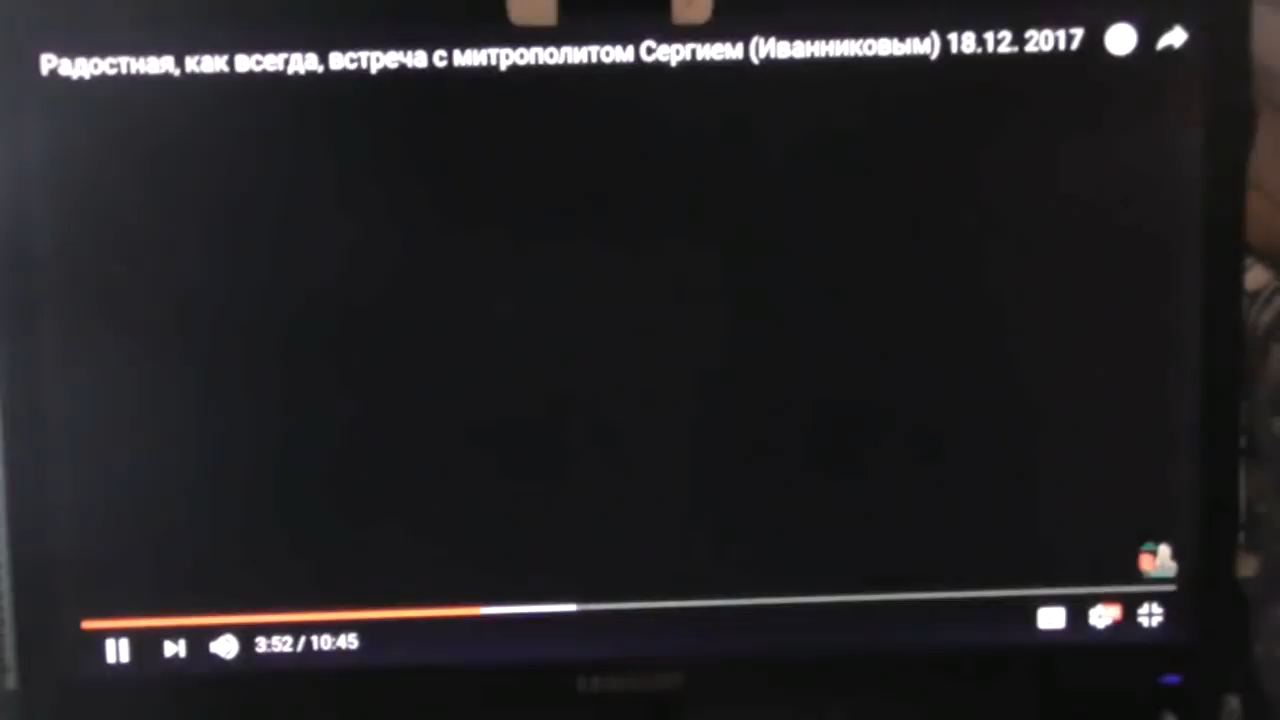 Радостная, как всегда, встреча с митрополитом Сергием (Иванниковым) 18.12. 2017
3:52 / 10:45